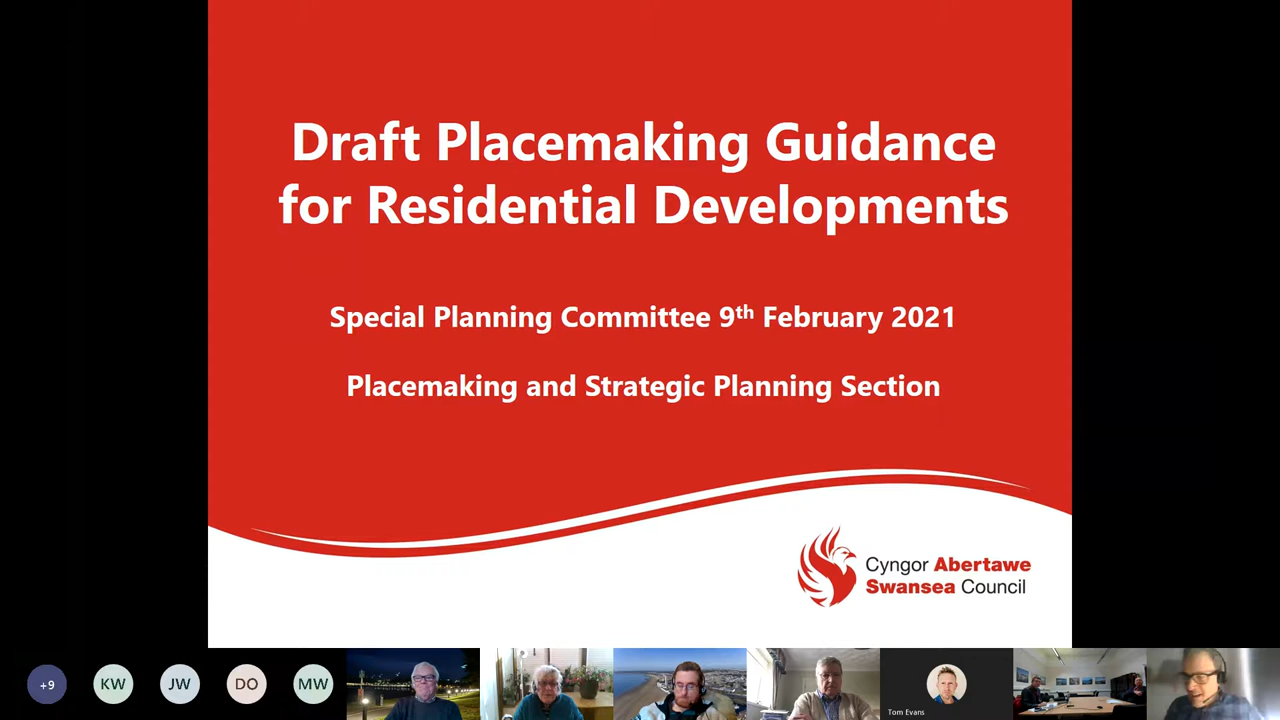 Draft Placemaking Guidance
for Residential Developments
Special Planning Committee 9th February 2021
Placemaking and Strategic Planning Section
Cyngor Abertawe
Swansea Council
+9
KW
JW
DO
MW
Tom Evans